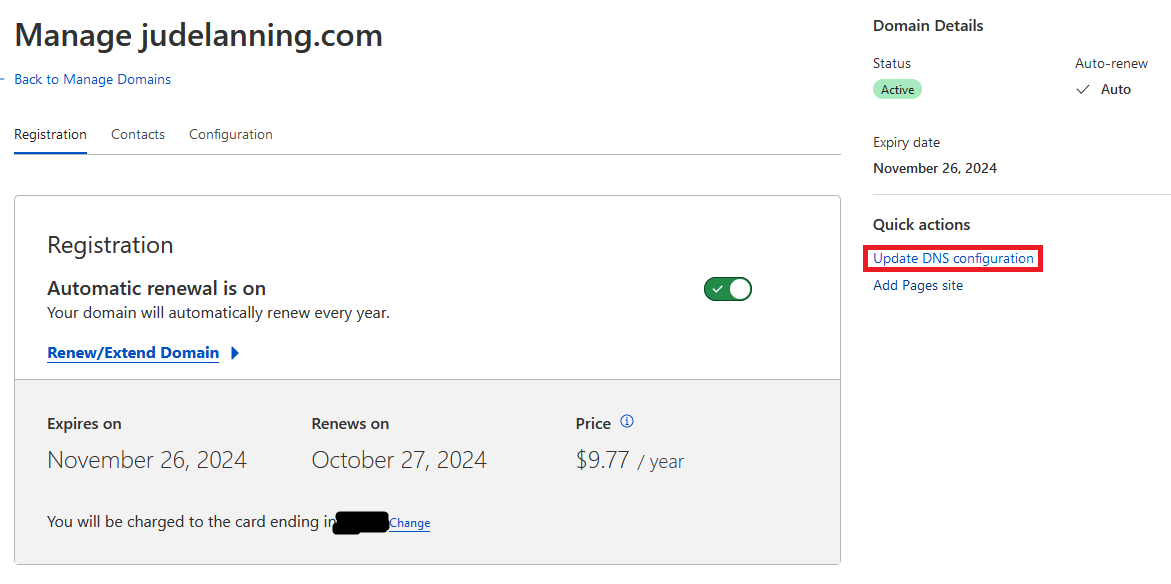 Manage judelanning.com
Back to Manage Domains
Registration Contacts Configuration
Registration
Automatic renewal is on
Your domain will automatically renew every year.
Renew/Extend Domain
Expires on Renews on Price
November 26, 2024 October 27, 2024 $9.77 / year
You will be charged to the card ending in Change
Domain Details
Status Auto-renew
Active Auto
Expiry date
November 26, 2024
Quick actions
Update DNS configuration
Add Pages site